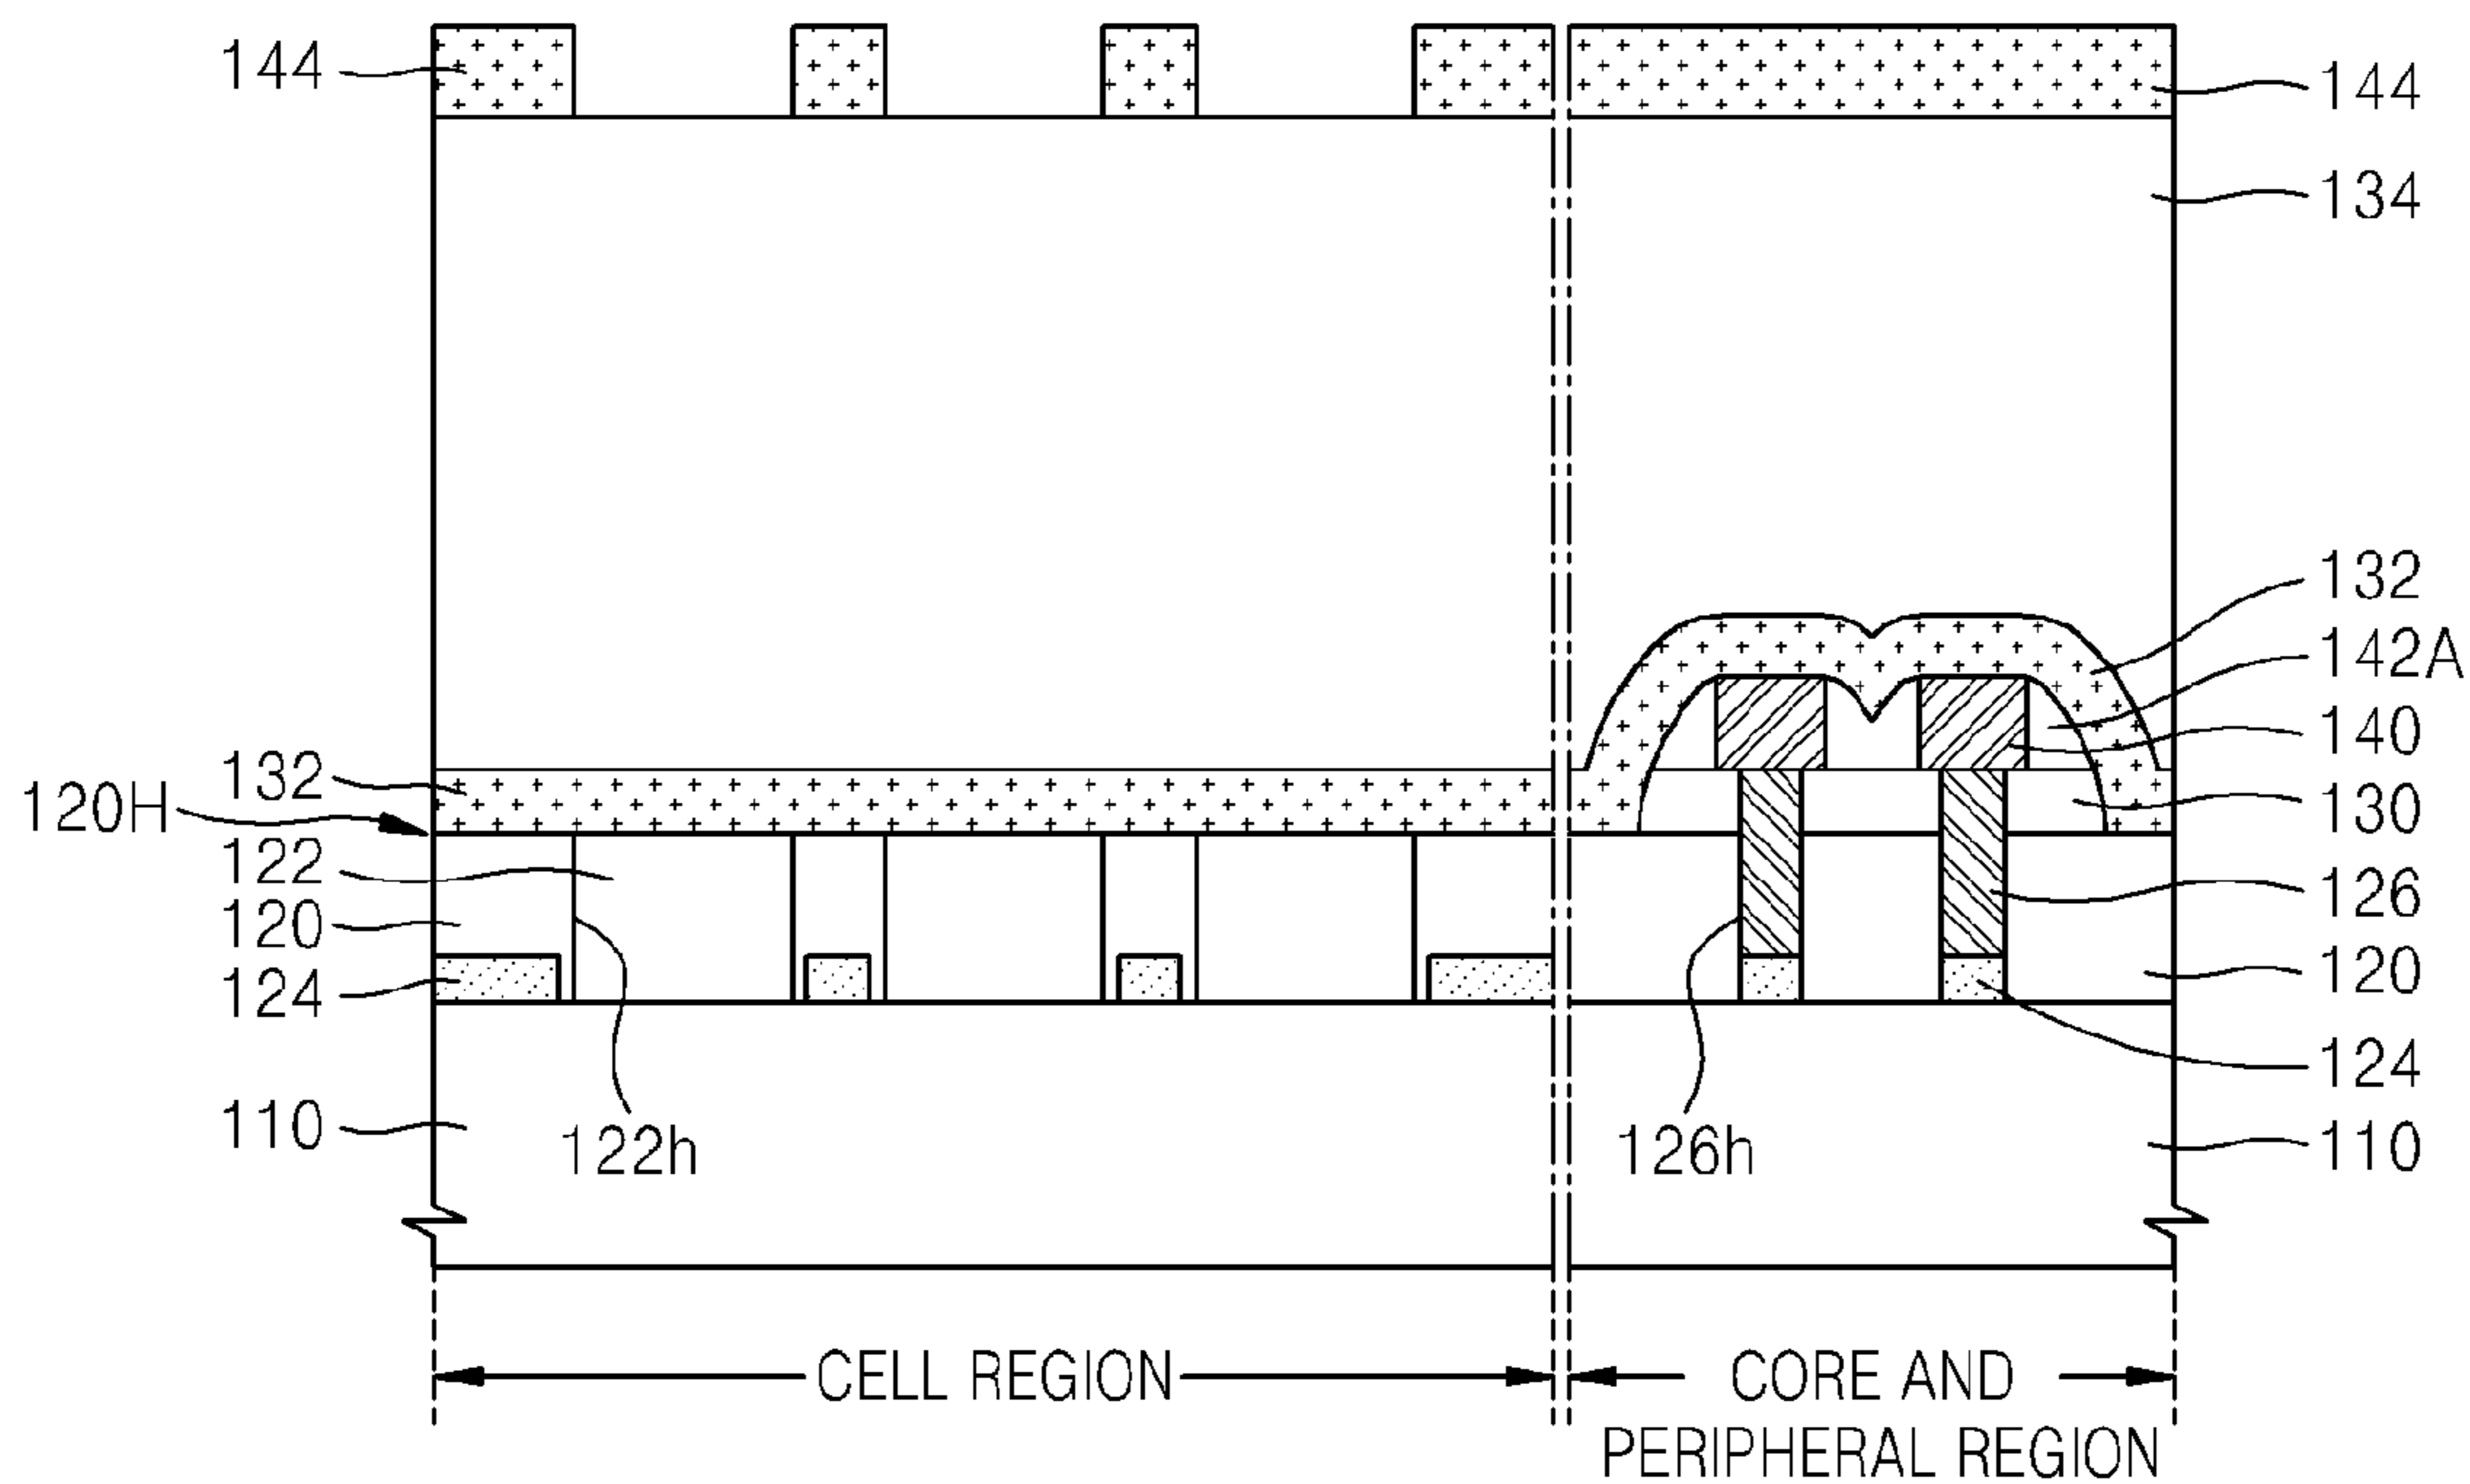 144
144
134
132
142A
132
140
120H
130
122
126
120
120
124
124
110
122h
126h
110
CELL REGION
CORE AND
PERIPHERAL REGION